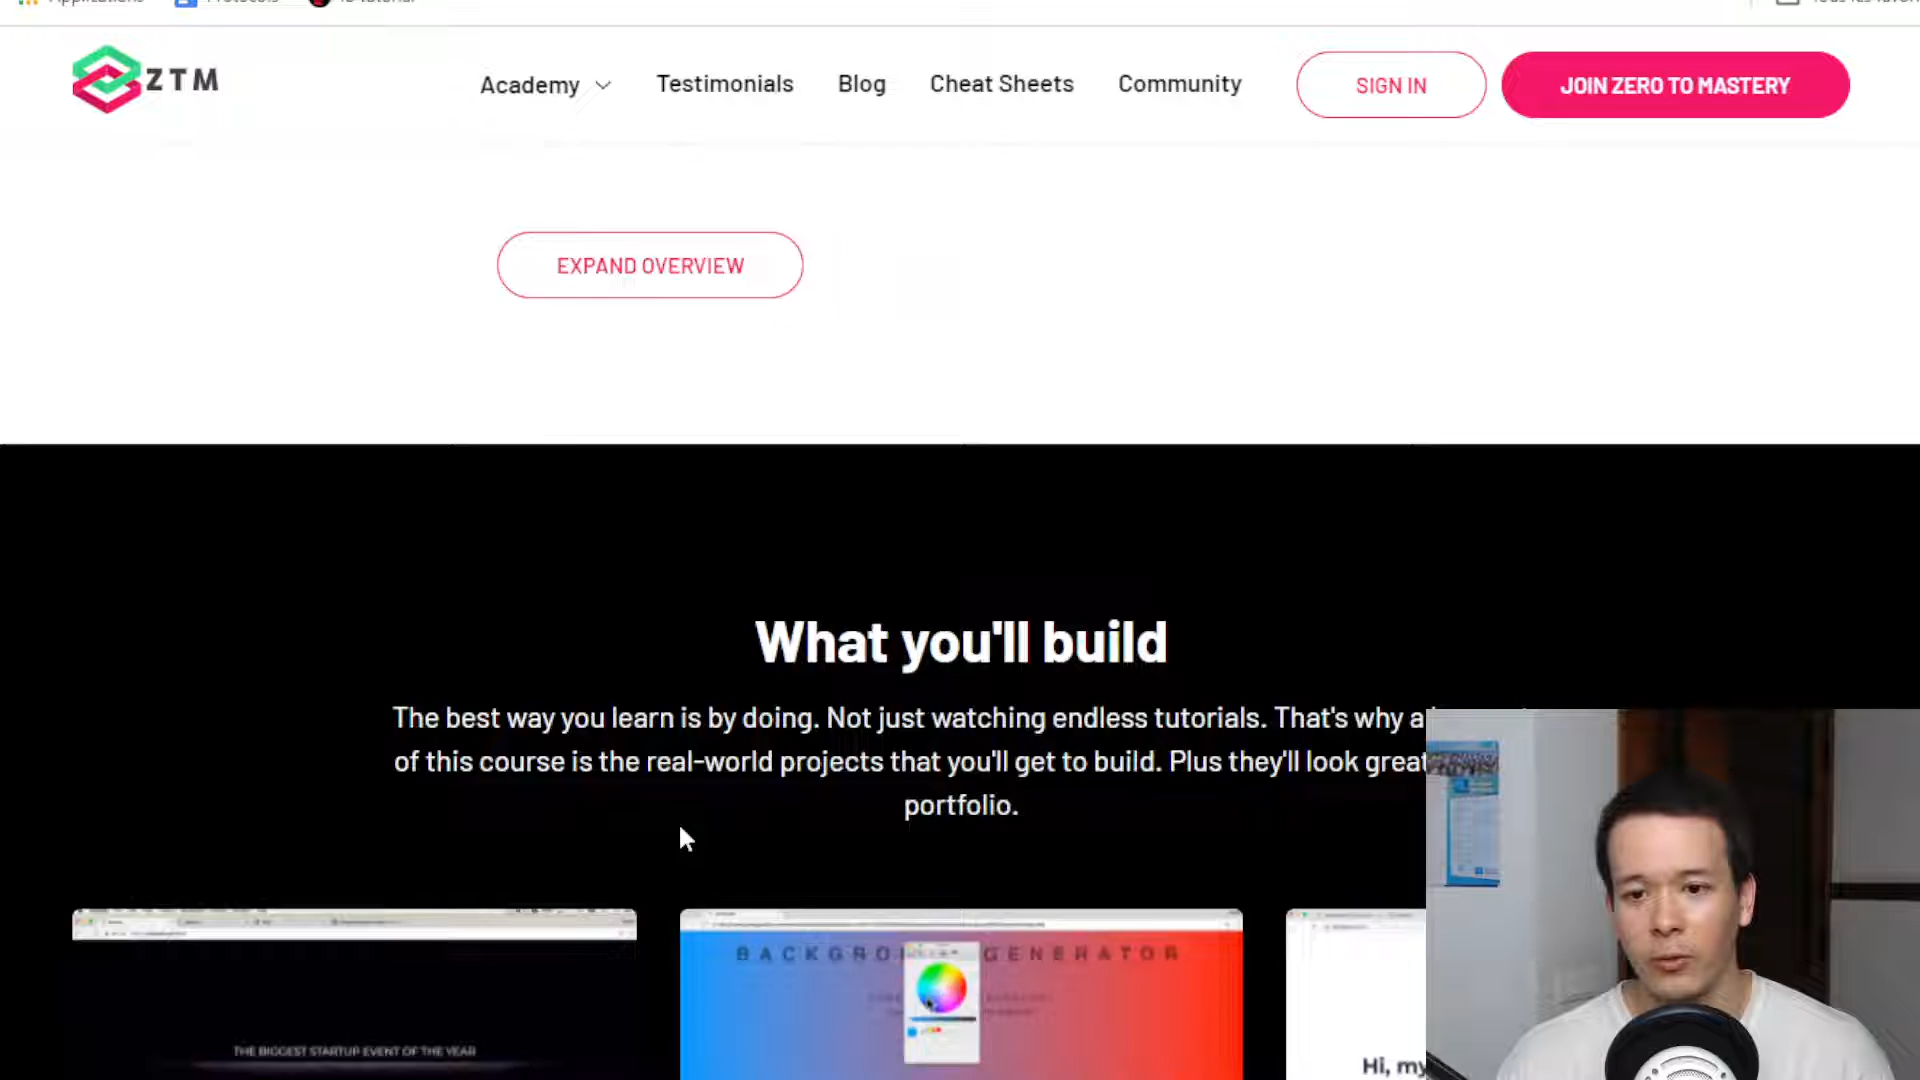 ZTM
Academy
Testimonials
Blog
Cheat Sheets
Community
SIGN IN
JOIN ZERO TO MASTERY
EXPAND OVERVIEW
What you'll build
The best way you learn is by doing. Not just watching endless tutorials. That's why a
of this course is the real-world projects that you'll get to build. Plus they'll look great
portfolio.
THE BIGGEST STARTUP EVENT OF THE YEAR
GENERATOR
Hi, my